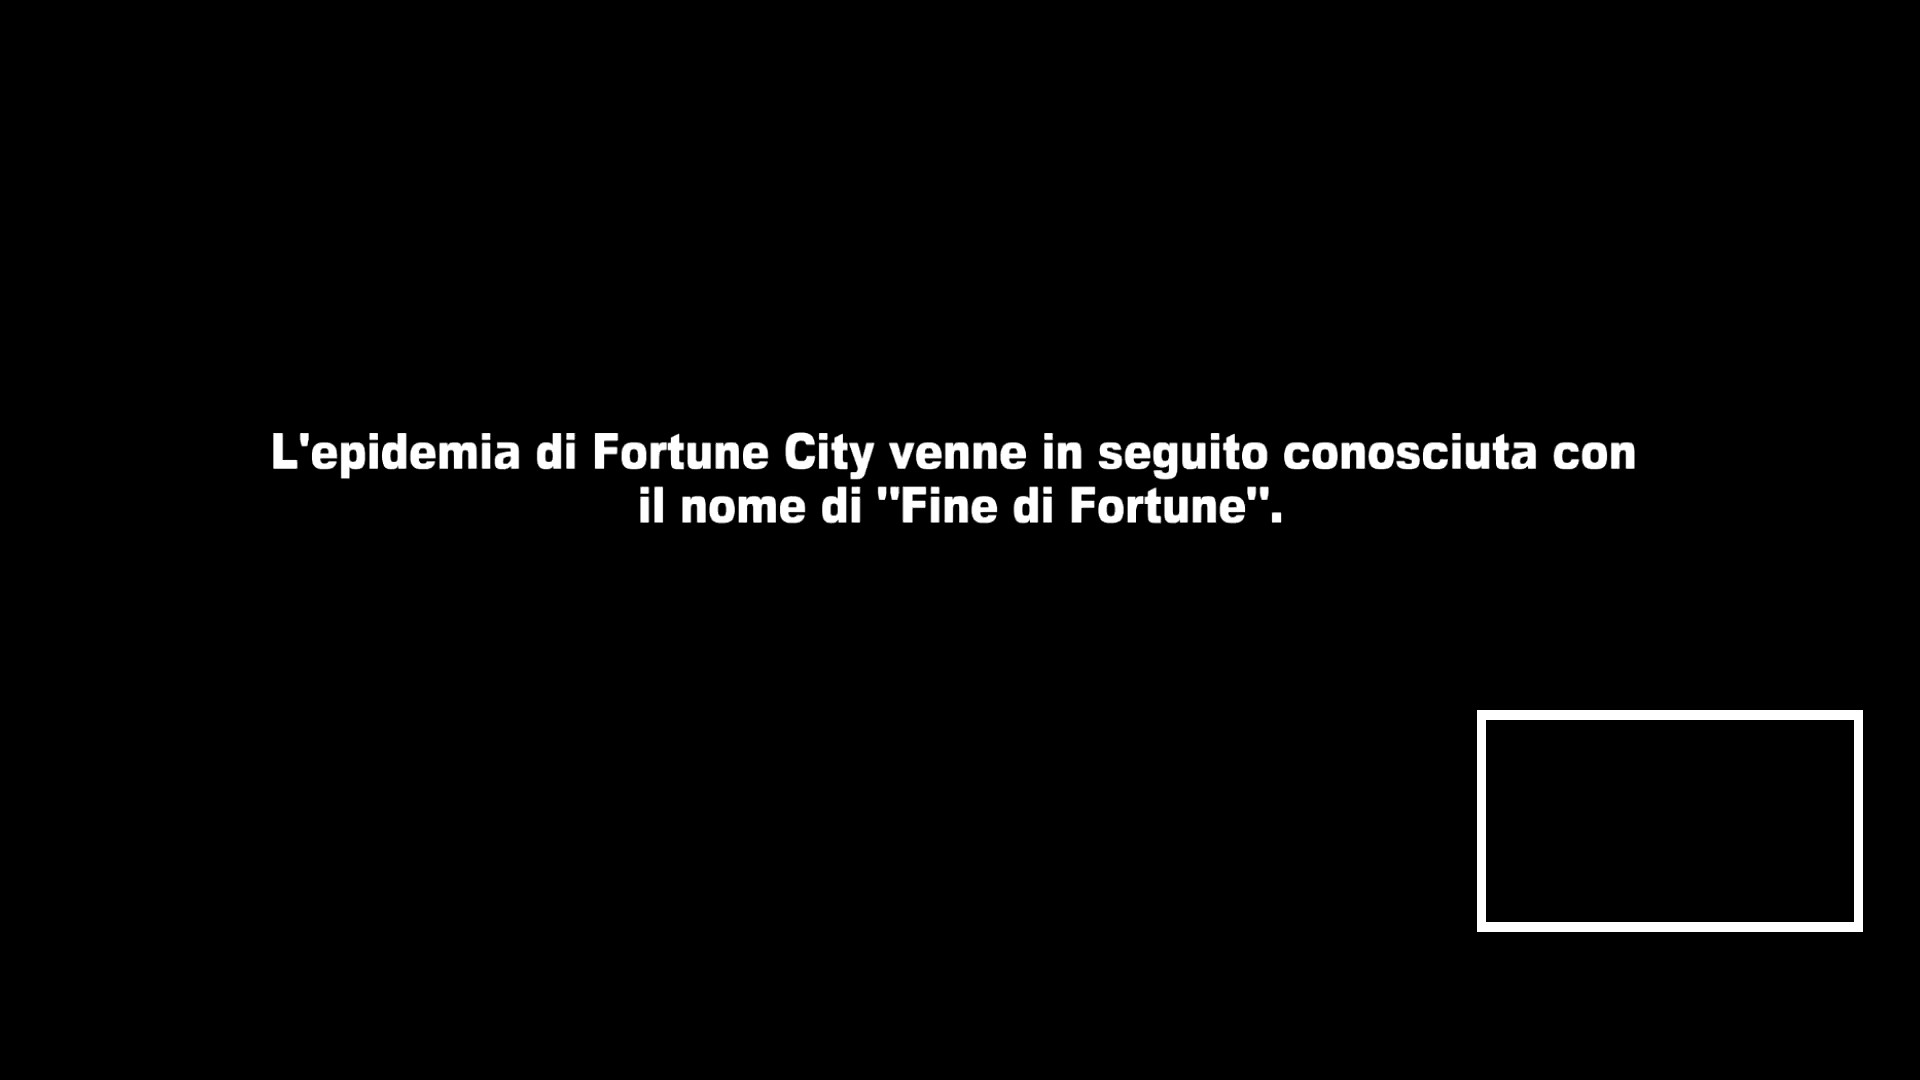 L'epidemia di Fortune City venne in seguito conosciuta con
il nome di "Fine di Fortune".